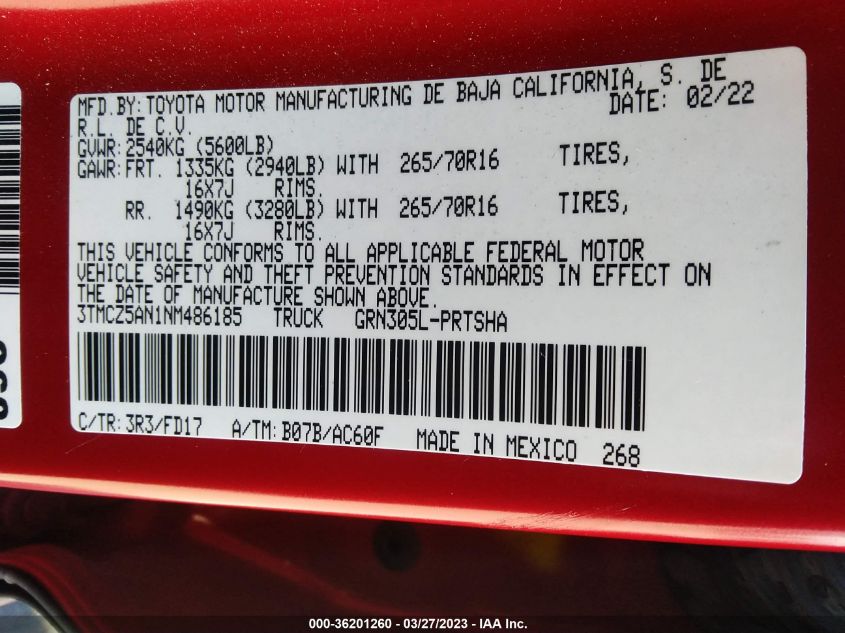 MFD.BY: TOYOTA MOTOR MANUFACTURING DE BAJA CALIFORNIA, S. DE
R.L. DE C.V. DATE: 02/22
GVWR: 2540KG (5600LB)
GAWR: FRT. 1335KG (2940LB) WITH 265/70R16 TIRES,
16X7J RIMS.
RR. 1490KG (3280LB) WITH 265/70R16 TIRES,
16X7J RIMS.
THIS VEHICLE CONFORMS TO ALL APPLICABLE FEDERAL MOTOR
VEHICLE SAFETY AND THEFT PREVENTION STANDARDS IN EFFECT ON
THE DATE OF MANUFACTURE SHOWN ABOVE.
3TMCZ5AN1NM486185 TRUCK GRN305L-PRTSHA
C/TR: 3R3/FD17 A/TM: B07B/AC60F MADE IN MEXICO 268
000-36201260 - 03/27/2023 - IAA Inc.